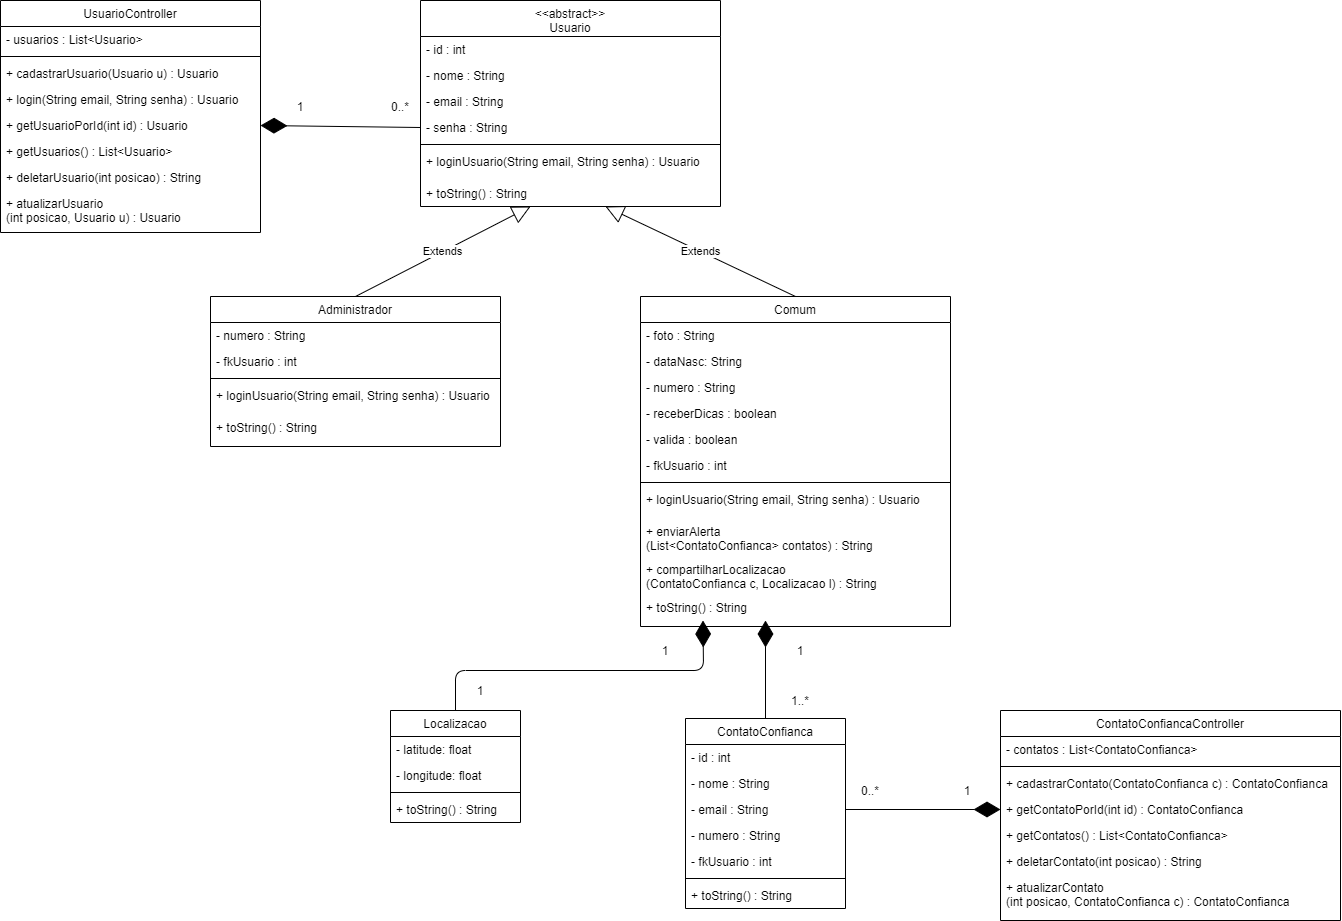 UsuarioController
- usuarios : List<Usuario>
+ cadastrarUsuario(Usuario u) : Usuario
+ login(String email, String senha) : Usuario
+ getUsuarioPorId(int id) : Usuario
+ getUsuarios() : List<Usuario>
+ deletarUsuario(int posicao) : String
+ atualizarUsuario
(int posicao, Usuario u) : Usuario
1
0..*
<<abstract>>
Usuario
- id : int
- nome : String
- email : String
- senha : String
+ loginUsuario(String email, String senha) : Usuario
+ toString() : String
Extends
Extends
Administrador
- numero : String
- fkUsuario : int
+ loginUsuario(String email, String senha) : Usuario
+ toString() : String
Comum
- foto : String
- dataNasc: String
- numero : String
- receberDicas : boolean
- valida : boolean
- fkUsuario : int
+ loginUsuario(String email, String senha) : Usuario
+ enviarAlerta
(List<ContatoConfianca> contatos) : String
+ compartilharLocalizacao
(ContatoConfianca c, Localizacao l) : String
+ toString() : String
1
1
1
1..*
Localizacao
- latitude: float
- longitude: float
+ toString() : String
ContatoConfianca
- id : int
- nome : String
- email : String
- numero : String
- fkUsuario : int
+ toString() : String
0..*
1
ContatoConfiancaController
- contatos : List<ContatoConfianca>
+ cadastrarContato(ContatoConfianca c) : ContatoConfianca
+ getContatoPorId(int id) : ContatoConfianca
+ getContatos() : List<ContatoConfianca>
+ deletarContato(int posicao) : String
+ atualizarContato
(int posicao, ContatoConfianca c) : ContatoConfianca